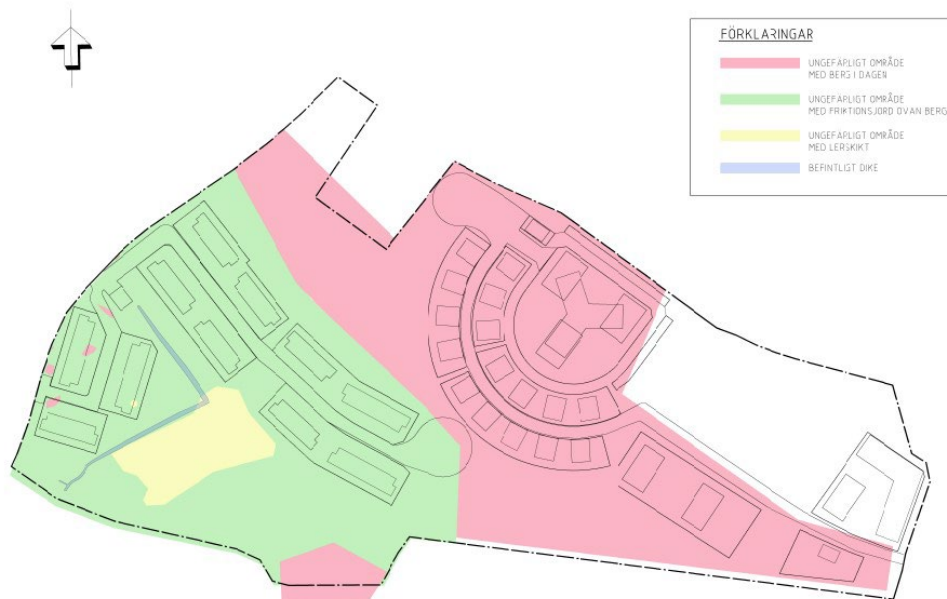 FÖRKLARINGAR
UNGEFÄRLIGT OMRÅDE
MED BERG I DAGEN
UNGEFÄRLIGT OMRÅDE
MED FRIKTIONSJORD OVAN BERG
UNGEFÄRLIGT OMRÅDE
MED LERSKIKT
BEFINTLIGT DIKE